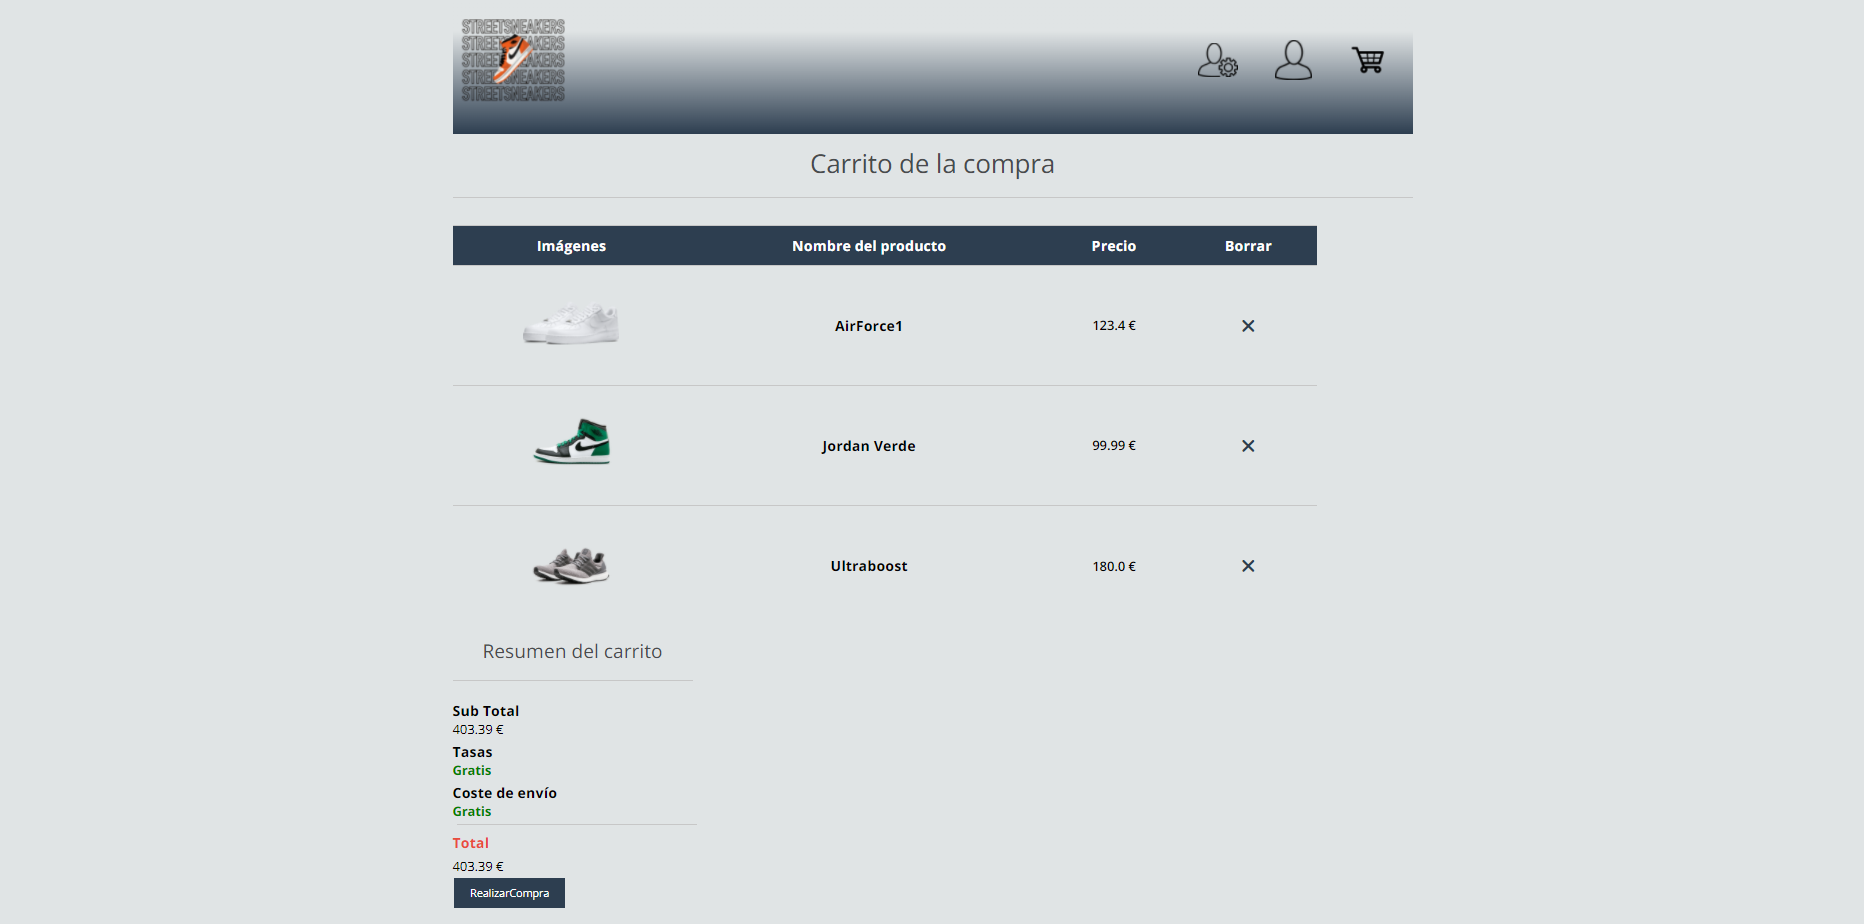 STREETSNEAKERS
STREETSNEAKERS
STREETSNEAKERS
STREETSNEAKERS
STREETSNEAKERS
Carrito de la compra
Imágenes Nombre del producto Precio Borrar
AirForce1 123.4 €
Jordan Verde 99.99 €
Ultraboost 180.0 €
Resumen del carrito
Sub Total
403.39 €
Tasas
Gratis
Coste de envío
Gratis
Total
403.39 €
RealizarCompra